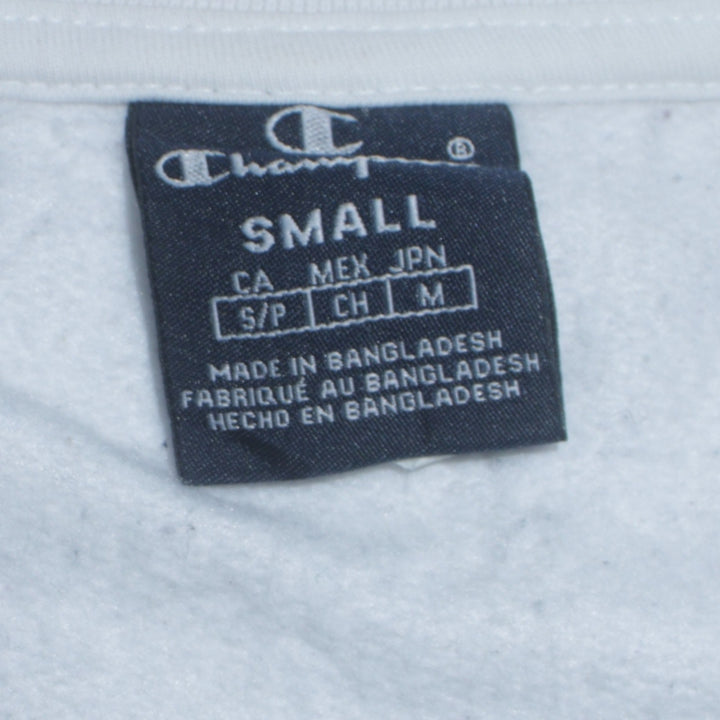 Champion®
SMALL
CA MEX JPN
S/P CH M
MADE IN BANGLADESH
FABRIQUÉ AU BANGLADESH
HECHO EN BANGLADESH